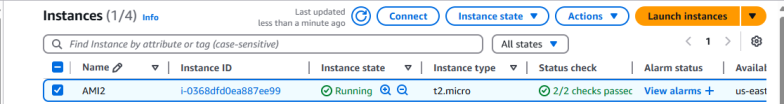 Instances (1/4) Info
Last updated
less than a minute ago
Connect
Instance state
Actions
Launch instances
Find Instance by attribute or tag (case-sensitive)
All states
1
Name Instance ID Instance state Instance type Status check Alarm status Availal
AMI2 i-0368dfd0ea887ee99 Running t2.micro 2/2 checks passec View alarms + us-east